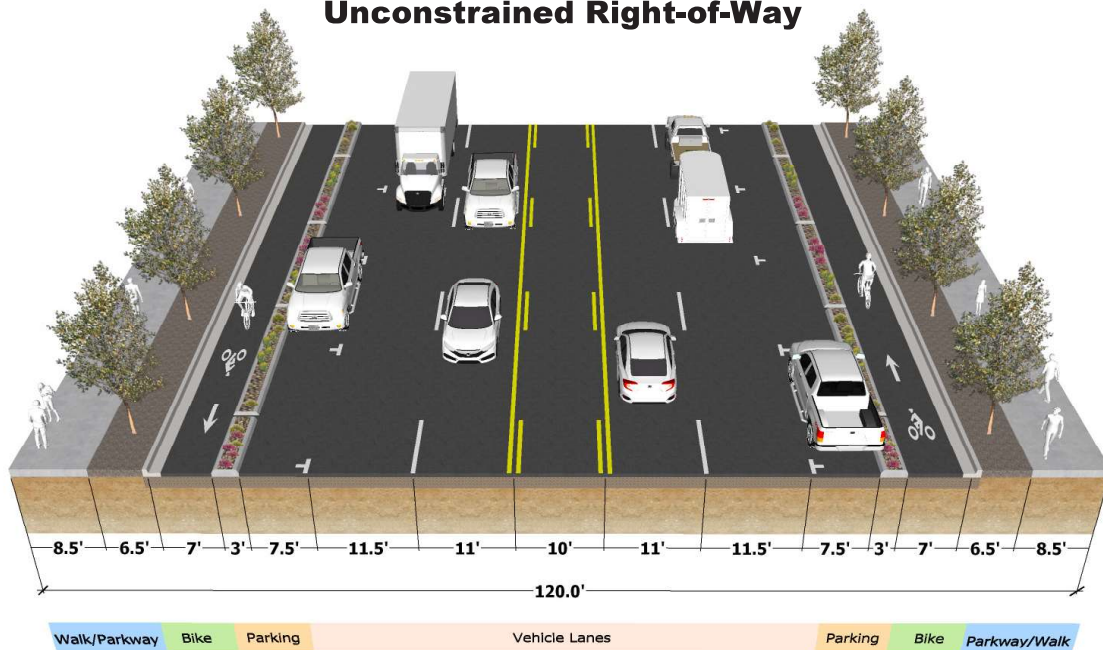 Unconstrained Right-of-Way
8.5' 6.5' 7' 3' 7.5' 11.5' 11' 10' 11' 11.5' 7.5' 3' 7' 6.5' 8.5'
120.0'
Walk/Parkway Bike Parking Vehicle Lanes Parking Bike Parkway/Walk